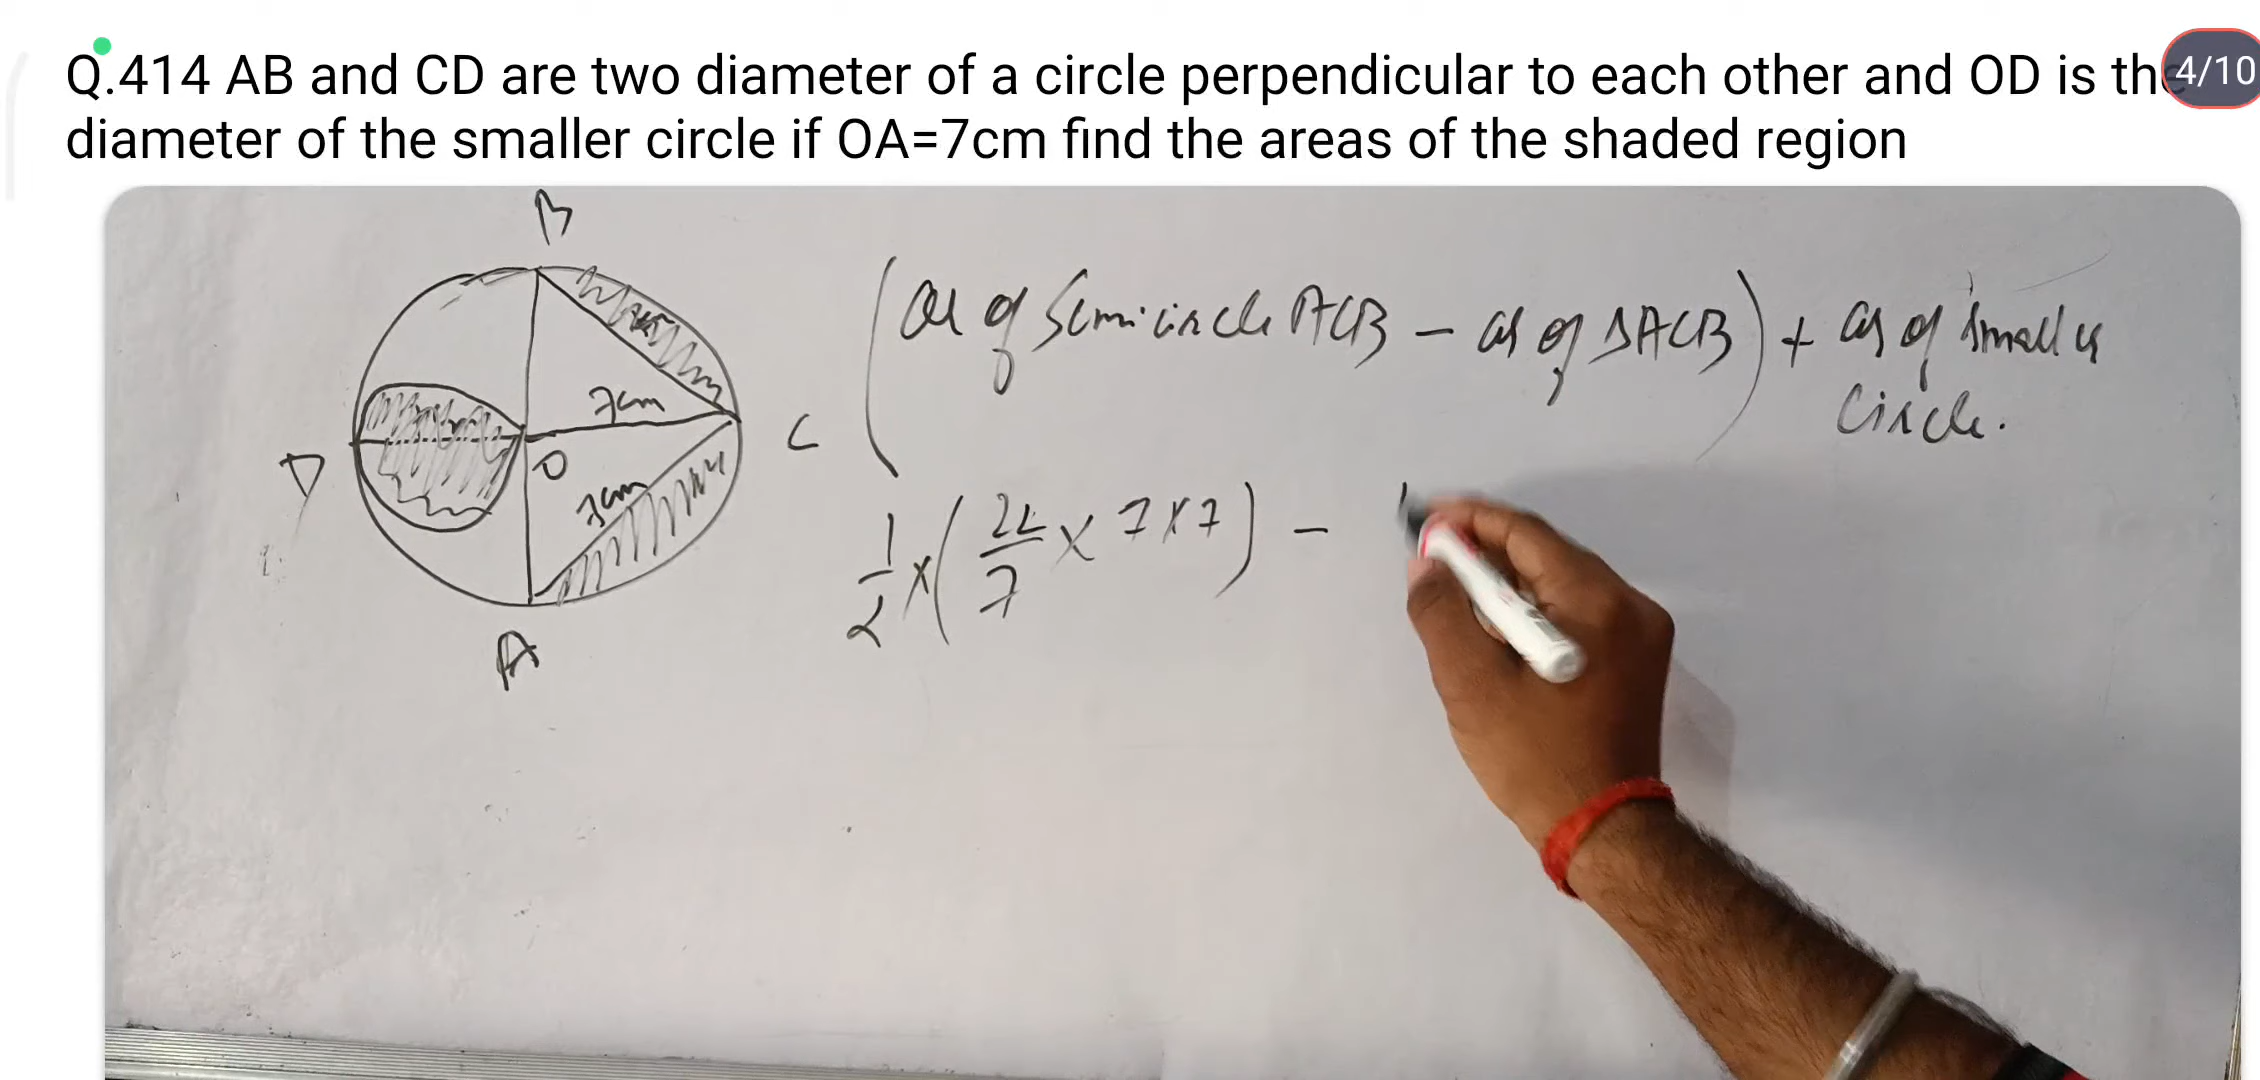 Q.414 AB and CD are two diameter of a circle perpendicular to each other and OD is the
4/10
diameter of the smaller circle if OA=7cm find the areas of the shaded region
B
(ar of Semicircle ACB - ar of ΔACB) + ar of smaller
circle.
7cm
C
D
O
7cm
1/2 × (22/7 × 7 × 7) -
A